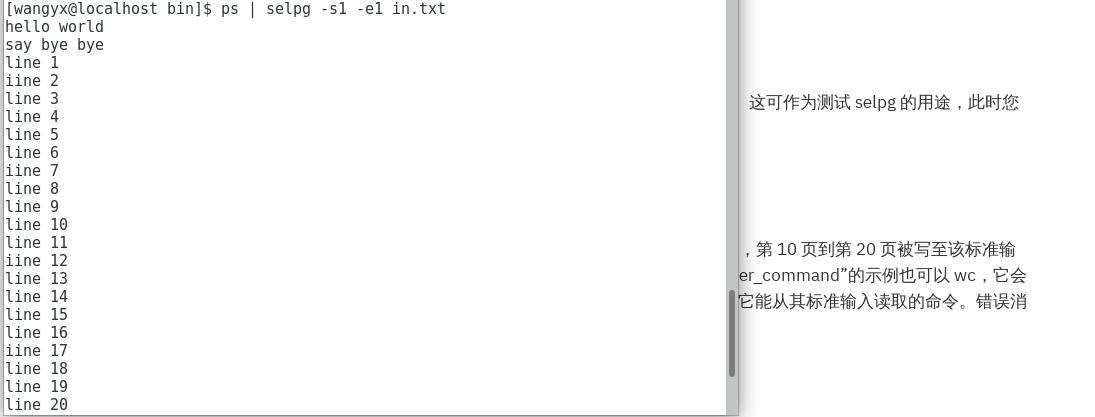 [wangyx@localhost bin]$ ps | selpg -s1 -e1 in.txt
hello world
say bye bye
line 1
iine 2
line 3
line 4
line 5
line 6
iine 7
line 8
line 9
line 10
line 11
iine 12
line 13
line 14
line 15
line 16
iine 17
line 18
line 19
line 20
这可作为测试 selpg 的用途，此时您
，第 10 页到第 20 页被写至该标准输
er_command”的示例也可以 wc，它会
它能从其标准输入读取的命令。错误消